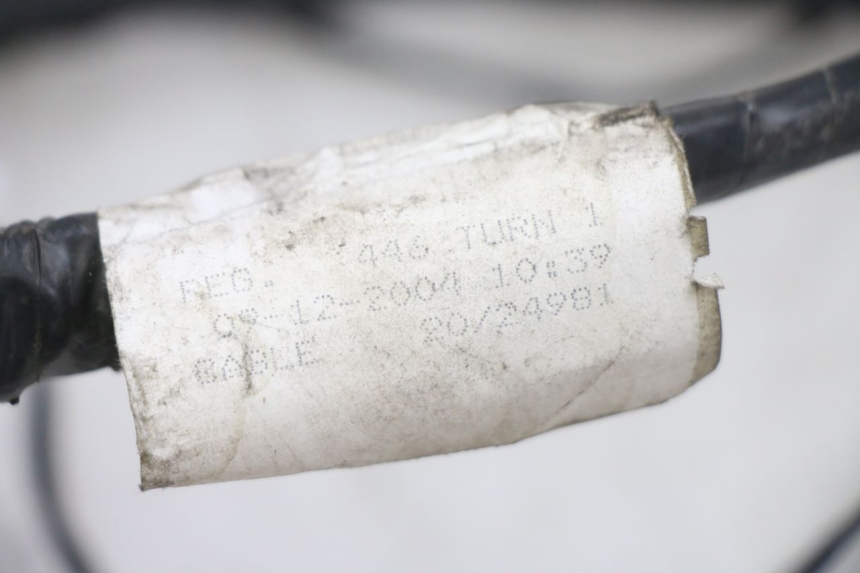 REG. 446 TURN 1
09-12-2004 10:39
CABLE 20/24981